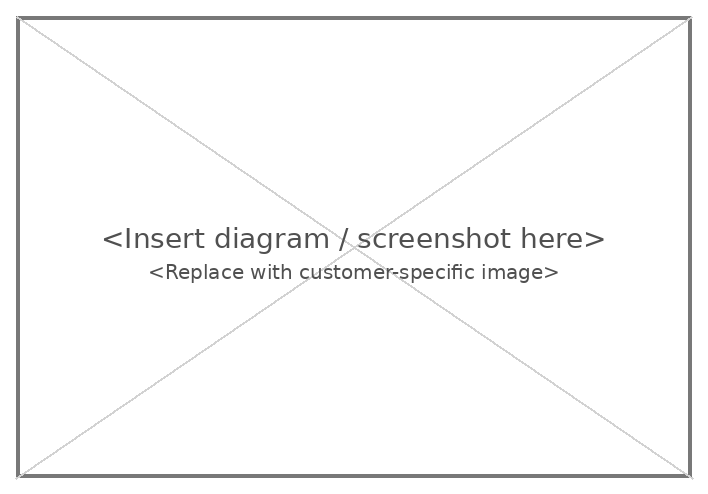 <Insert diagram / screenshot here>
<Replace with customer-specific image>